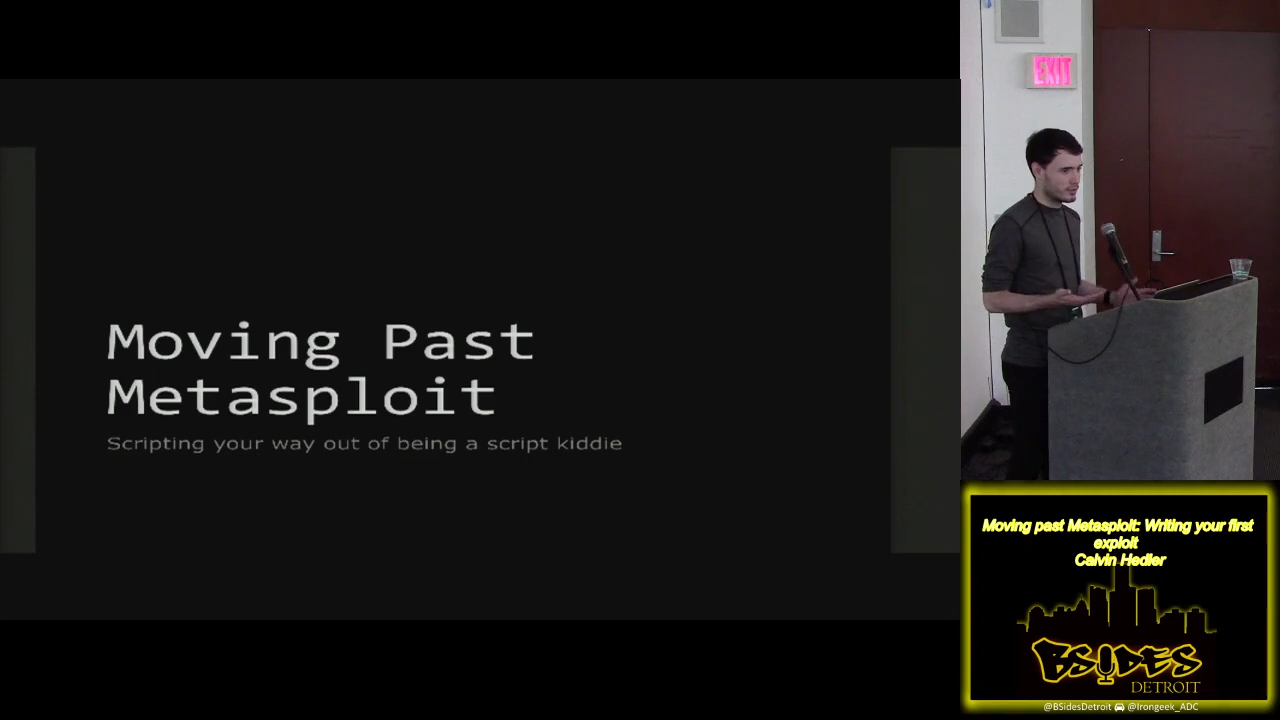 Moving Past
Metasploit
Scripting your way out of being a script kiddie
EXIT
Moving past Metasploit: Writing your first
exploit
Calvin Hedler
BSIDES
DETROIT
@BSidesDetroit @Irongeek_ADC